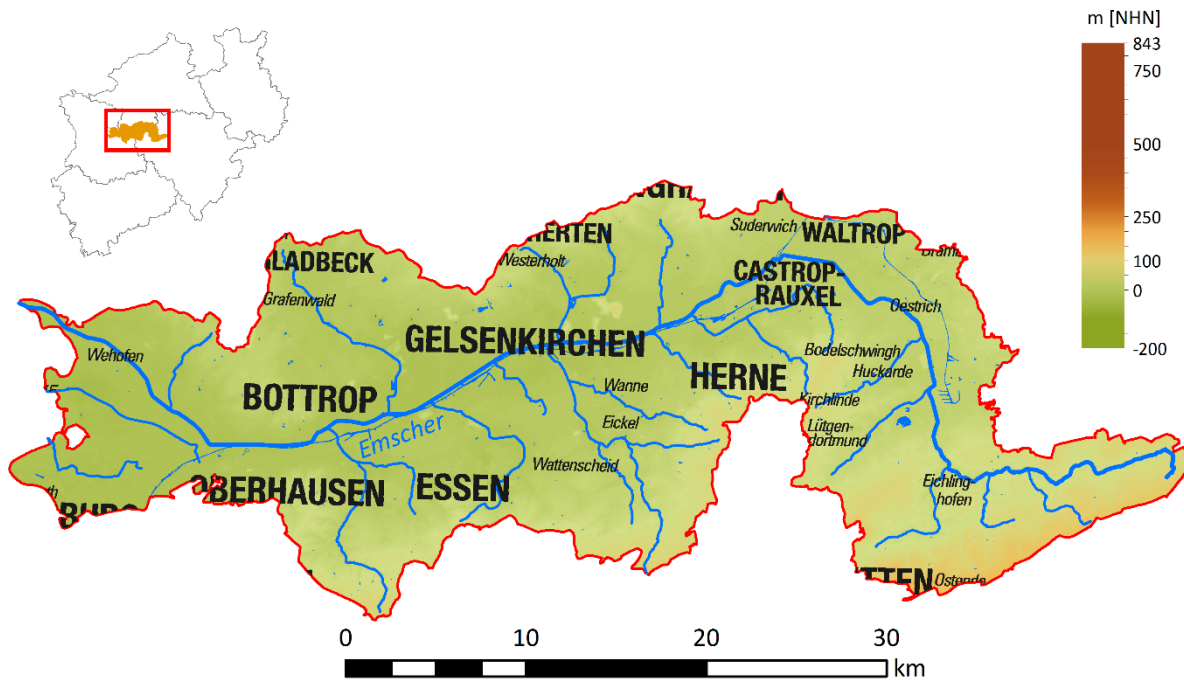 m [NHN]
843
750
500
250
100
0
-200
Suderwich
WALTROP
HERTEN
Westerholt
LADBECK
CASTROP-
RAUXEL
Grafenwald
Oestrich
GELSENKIRCHEN
Wehofen
Bodelschwingh
Huckarde
HERNE
Wanne
BOTTROP
Kirchlinde
Eickel
Lütgen-
dortmund
Emscher
Wattenscheid
OBERHAUSEN
ESSEN
Eichling-
hofen
TTEN
Ostende
0
10
20
30
km